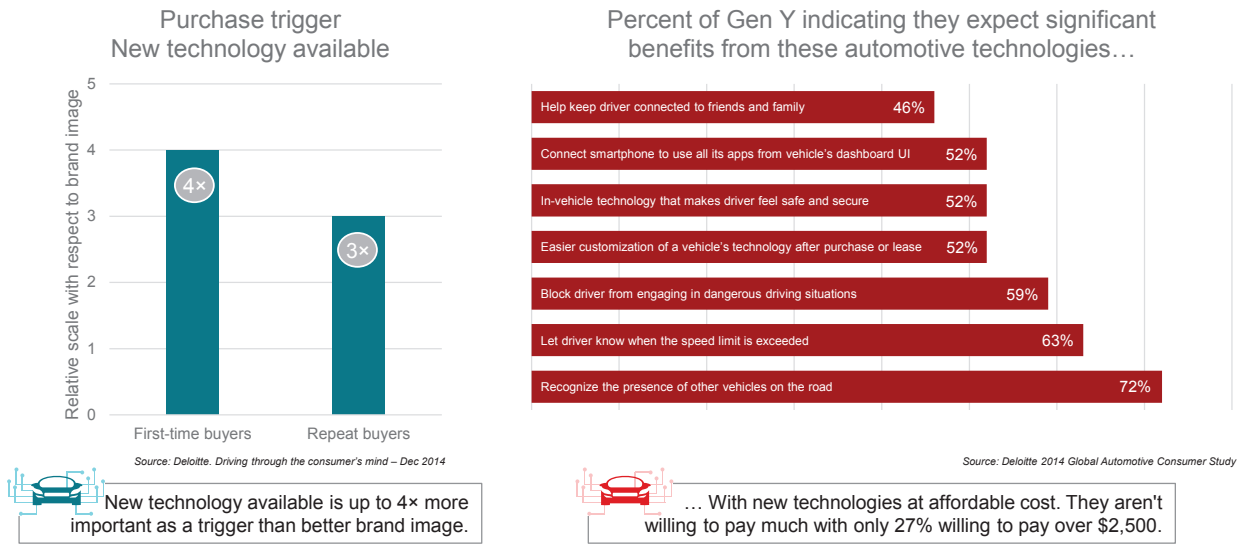 Purchase trigger
New technology available
Relative scale with respect to brand image
5
4
3
2
1
0
4×
3×
First-time buyers
Repeat buyers
Source: Deloitte. Driving through the consumer's mind – Dec 2014
New technology available is up to 4× more
important as a trigger than better brand image.
Percent of Gen Y indicating they expect significant
benefits from these automotive technologies…
Help keep driver connected to friends and family 46%
Connect smartphone to use all its apps from vehicle's dashboard UI 52%
In-vehicle technology that makes driver feel safe and secure 52%
Easier customization of a vehicle's technology after purchase or lease 52%
Block driver from engaging in dangerous driving situations 59%
Let driver know when the speed limit is exceeded 63%
Recognize the presence of other vehicles on the road 72%
Source: Deloitte 2014 Global Automotive Consumer Study
… With new technologies at affordable cost. They aren't
willing to pay much with only 27% willing to pay over $2,500.